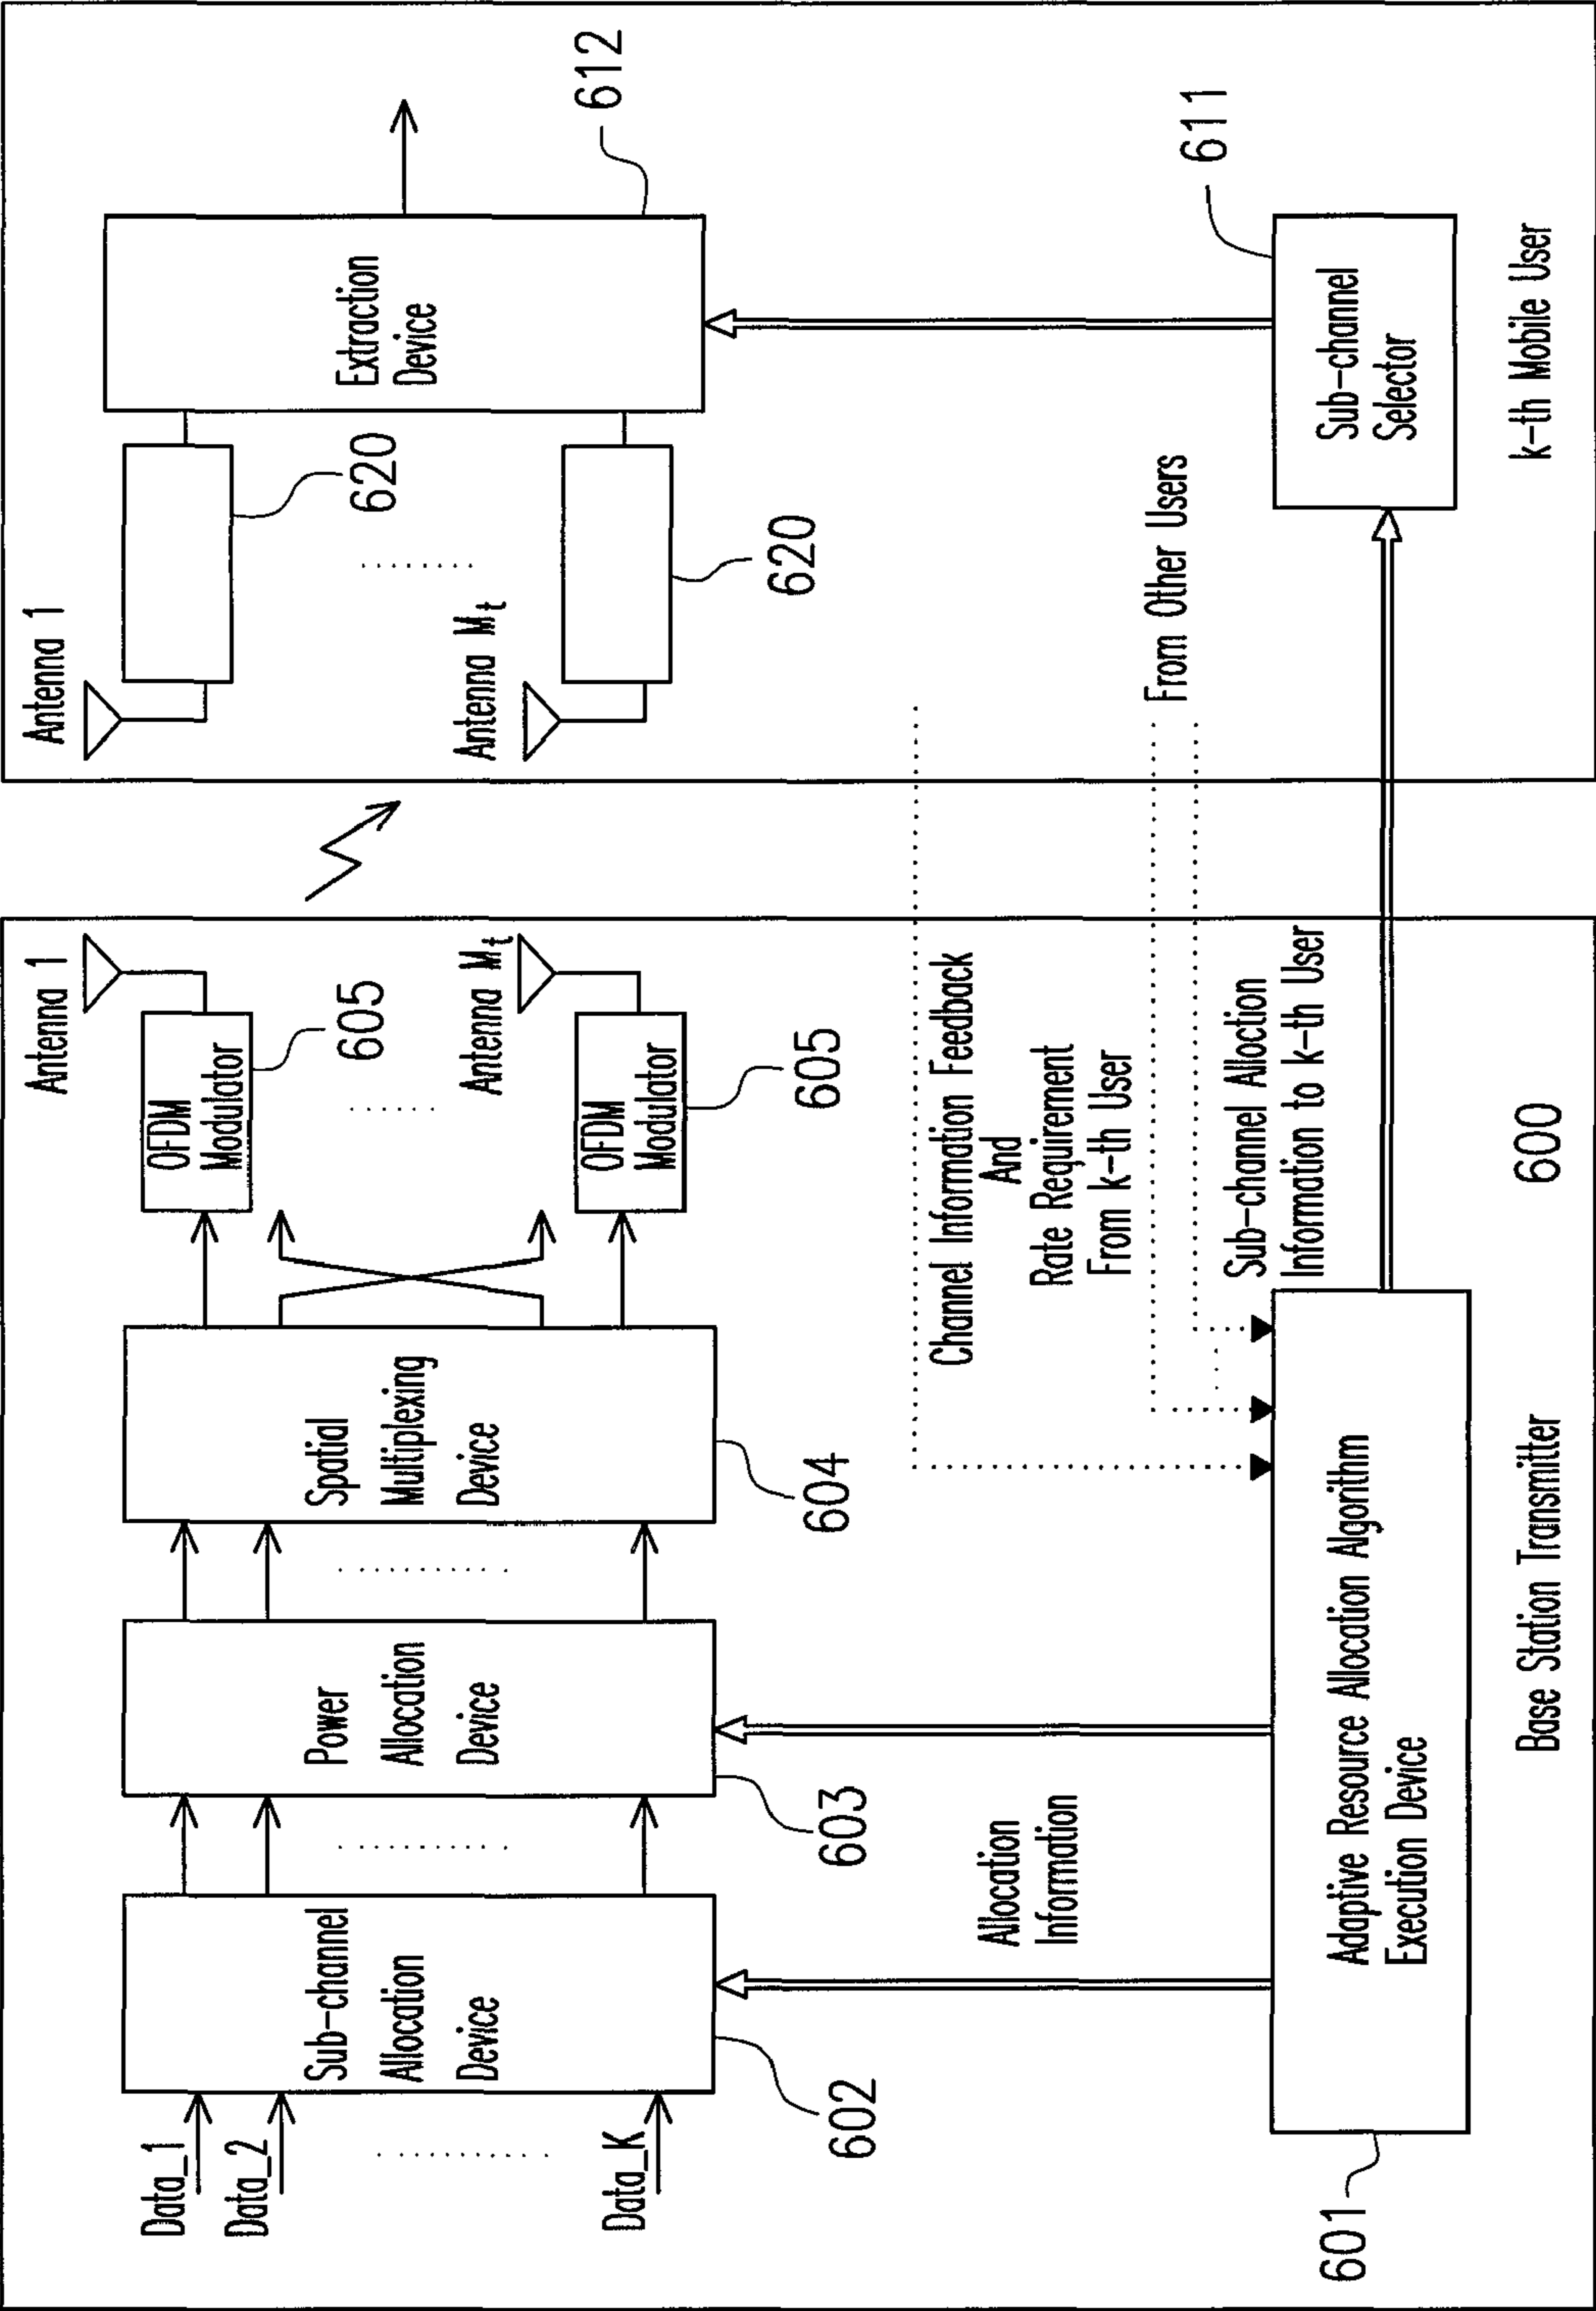 Data_1
Data_2
Data_K
Sub-channel
Allocation
Device
602
Power
Allocation
Device
603
Spatial
Multiplexing
Device
604
OFDM
Modulator
605
Antenna 1
OFDM
Modulator
605
Antenna Mt
Allocation
Information
Channel Information Feedback
And
Rate Requirement
From k-th User
Sub-channel Alloction
Information to k-th User
601
Adaptive Resource Allocation Algorithm
Execution Device
Base Station Transmitter
600
Antenna 1
620
Antenna Mt
620
Extraction
Device
612
From Other Users
Sub-channel
Selector
611
k-th Mobile User